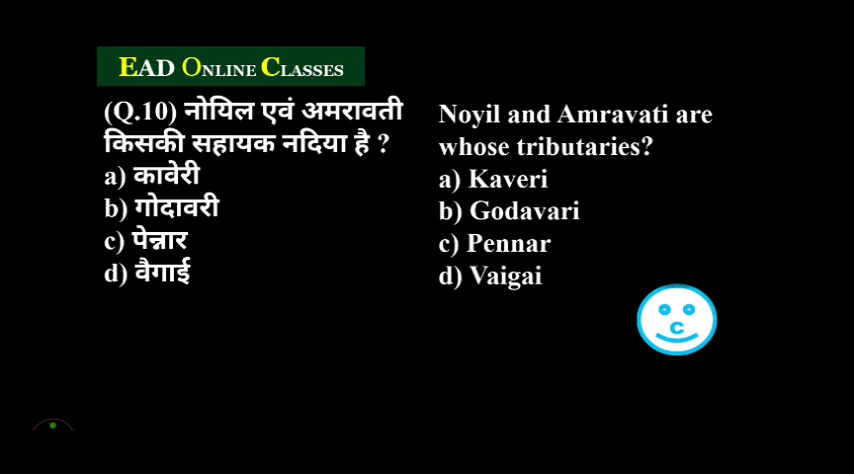 EAD ONLINE CLASSES
(Q.10) नोयिल एवं अमरावती
किसकी सहायक नदिया है ?
a) कावेरी
b) गोदावरी
c) पेन्नार
d) वैगाई
Noyil and Amravati are
whose tributaries?
a) Kaveri
b) Godavari
c) Pennar
d) Vaigai
c